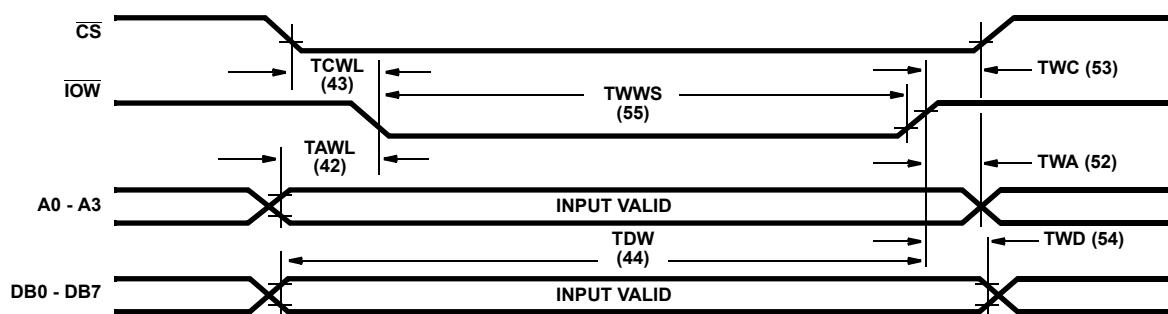 CS
TCWL
(43)
TWC (53)
IOW
TWWS
(55)
TAWL
(42)
TWA (52)
A0 - A3
INPUT VALID
TDW
(44)
TWD (54)
DB0 - DB7
INPUT VALID